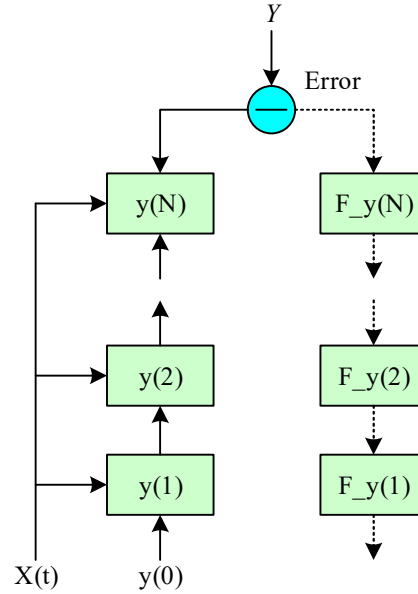 Y
Error
y(N)
F_y(N)
y(2)
F_y(2)
y(1)
F_y(1)
X(t)
y(0)